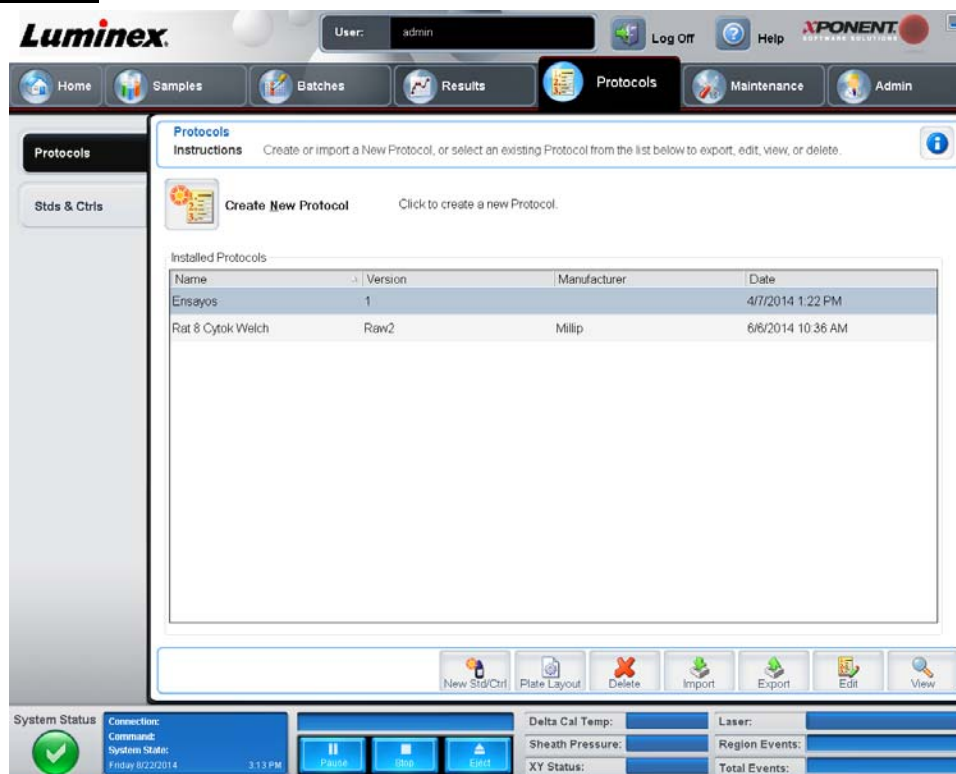 Luminex.
User: admin
Log Off
Help
XPONENT.
SOFTWARE SOLUTIONS
Home
Samples
Batches
Results
Protocols
Maintenance
Admin
Protocols
Stds & Ctrls
Protocols
Instructions Create or import a New Protocol, or select an existing Protocol from the list below to export, edit, view, or delete.
Create New Protocol Click to create a new Protocol.
Installed Protocols
Name Version Manufacturer Date
Ensayos 1 4/7/2014 1:22 PM
Rat 8 Cytok Welch Raw2 Millip 6/6/2014 10:36 AM
New Std/Ctrl
Plate Layout
Delete
Import
Export
Edit
View
System Status
Connection:
Command:
System State:
Friday 8/22/2014 3:13 PM
Pause
Stop
Eject
Delta Cal Temp:
Sheath Pressure:
XY Status:
Laser:
Region Events:
Total Events: